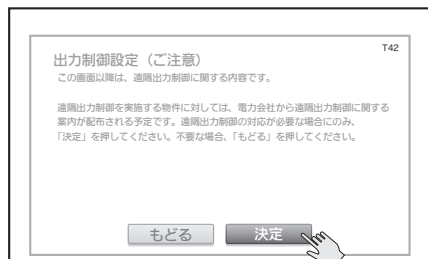 T42
出力制御設定（ご注意）
この画面以降は、遠隔出力制御に関する内容です。
遠隔出力制御を実施する物件に対しては、電力会社から遠隔出力制御に関する
案内が配布される予定です。遠隔出力制御の対応が必要な場合にのみ、
「決定」を押してください。不要な場合、「もどる」を押してください。
もどる 決定